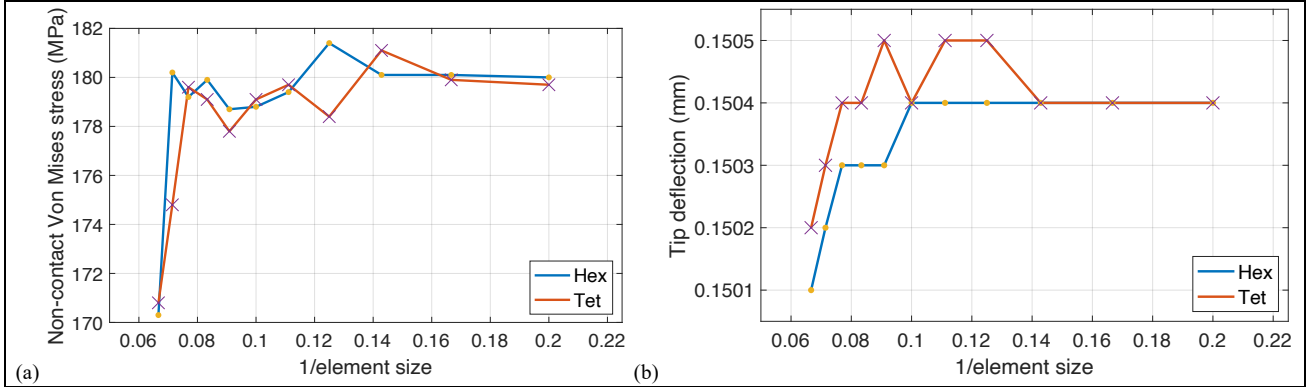 182
180
178
176
174
172
170
Non-contact Von Mises stress (MPa)
0.06 0.08 0.1 0.12 0.14 0.16 0.18 0.2 0.22
1/element size
Hex
Tet
(a)
0.1505
0.1504
0.1503
0.1502
0.1501
Tip deflection (mm)
0.06 0.08 0.1 0.12 0.14 0.16 0.18 0.2 0.22
1/element size
Hex
Tet
(b)